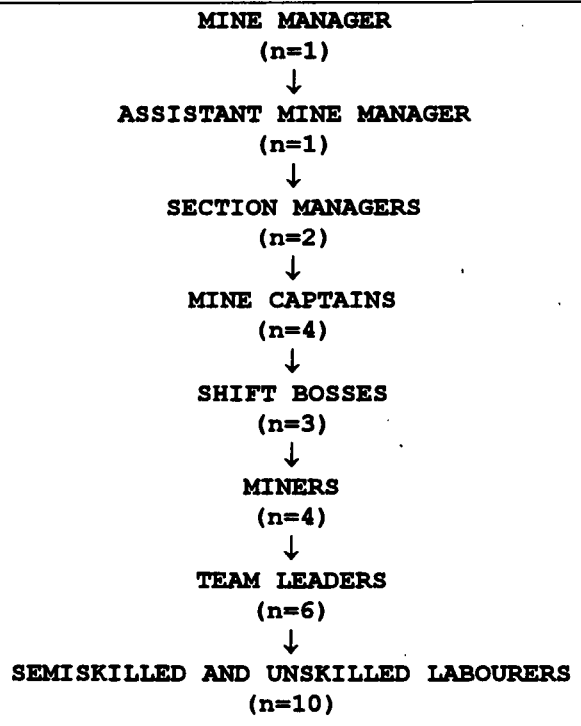 MINE MANAGER
(n=1)
↓
ASSISTANT MINE MANAGER
(n=1)
↓
SECTION MANAGERS
(n=2)
↓
MINE CAPTAINS
(n=4)
↓
SHIFT BOSSES
(n=3)
↓
MINERS
(n=4)
↓
TEAM LEADERS
(n=6)
↓
SEMISKILLED AND UNSKILLED LABOURERS
(n=10)